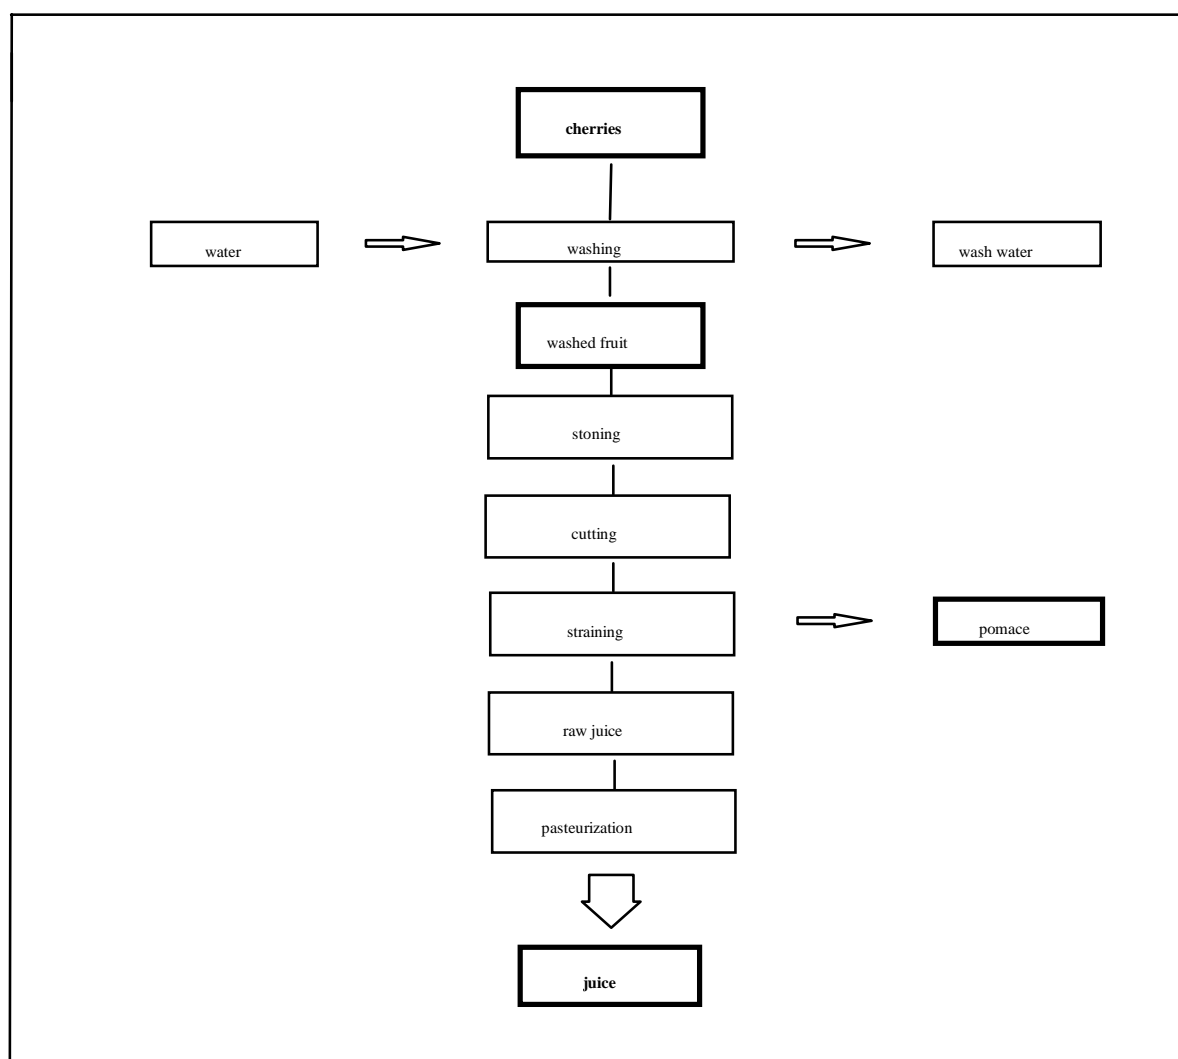 cherries
water
washing
wash water
washed fruit
stoning
cutting
straining
pomace
raw juice
pasteurization
juice